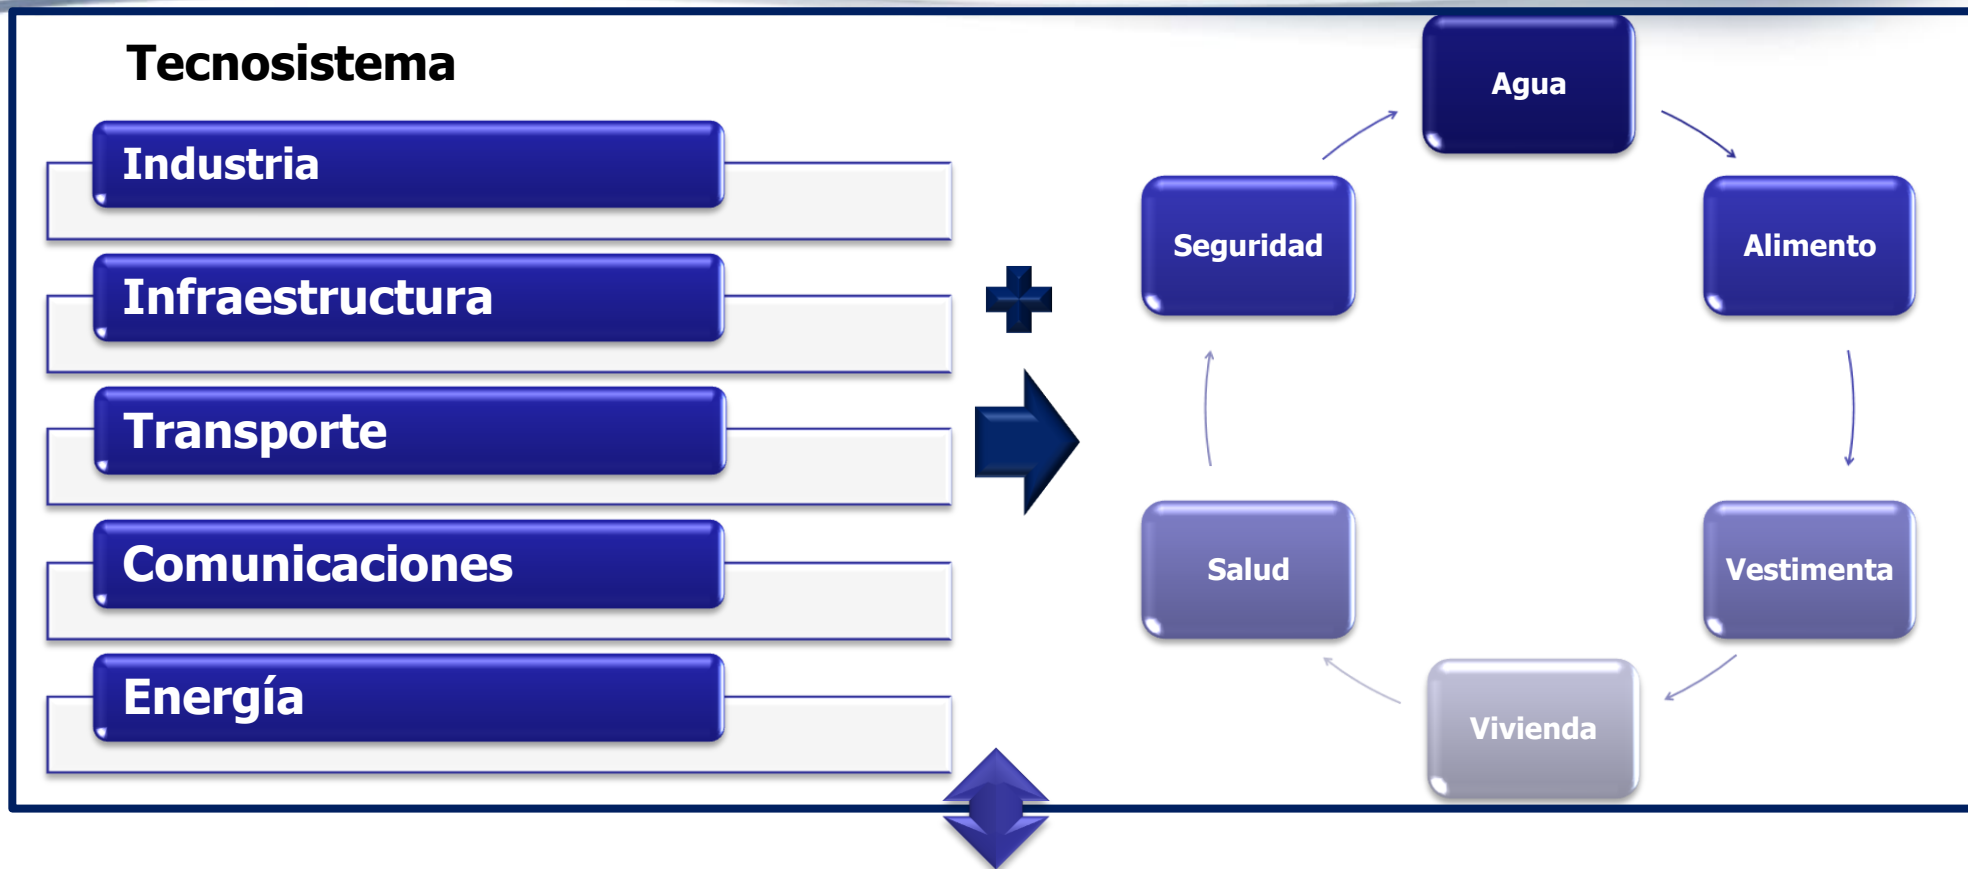 Tecnosistema
Industria
Infraestructura
Transporte
Comunicaciones
Energía
Agua
Alimento
Vestimenta
Vivienda
Salud
Seguridad